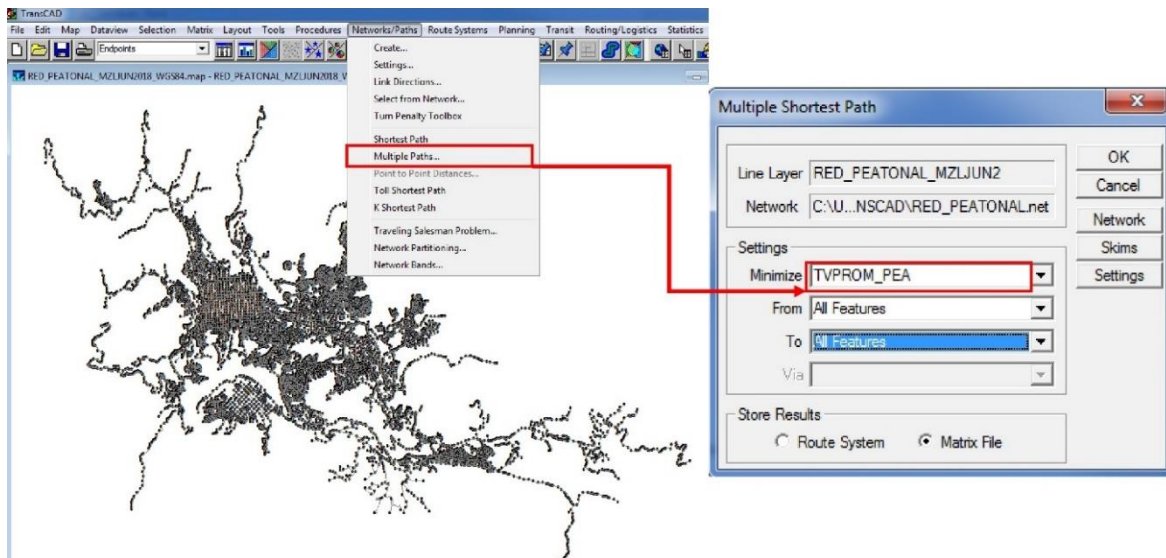 TransCAD
File Edit Map Dataview Selection Matrix Layout Tools Procedures Networks/Paths Route Systems Planning Transit Routing/Logistics Statistics
Endpoints
RED_PEATONAL_MZLJUN2018_WGS84.map - RED_PEATONAL_MZLJUN2018_W
Create...
Settings...
Link Directions...
Select from Network...
Turn Penalty Toolbox
Shortest Path
Multiple Paths...
Point to Point Distances...
Toll Shortest Path
K Shortest Path
Traveling Salesman Problem...
Network Partitioning...
Network Bands...
Multiple Shortest Path
Line Layer RED_PEATONAL_MZLJUN2
Network C:\U...NSCAD\RED_PEATONAL.net
Settings
Minimize TVPROM_PEA
From All Features
To All Features
Via
Store Results
Route System Matrix File
OK
Cancel
Network
Skims
Settings